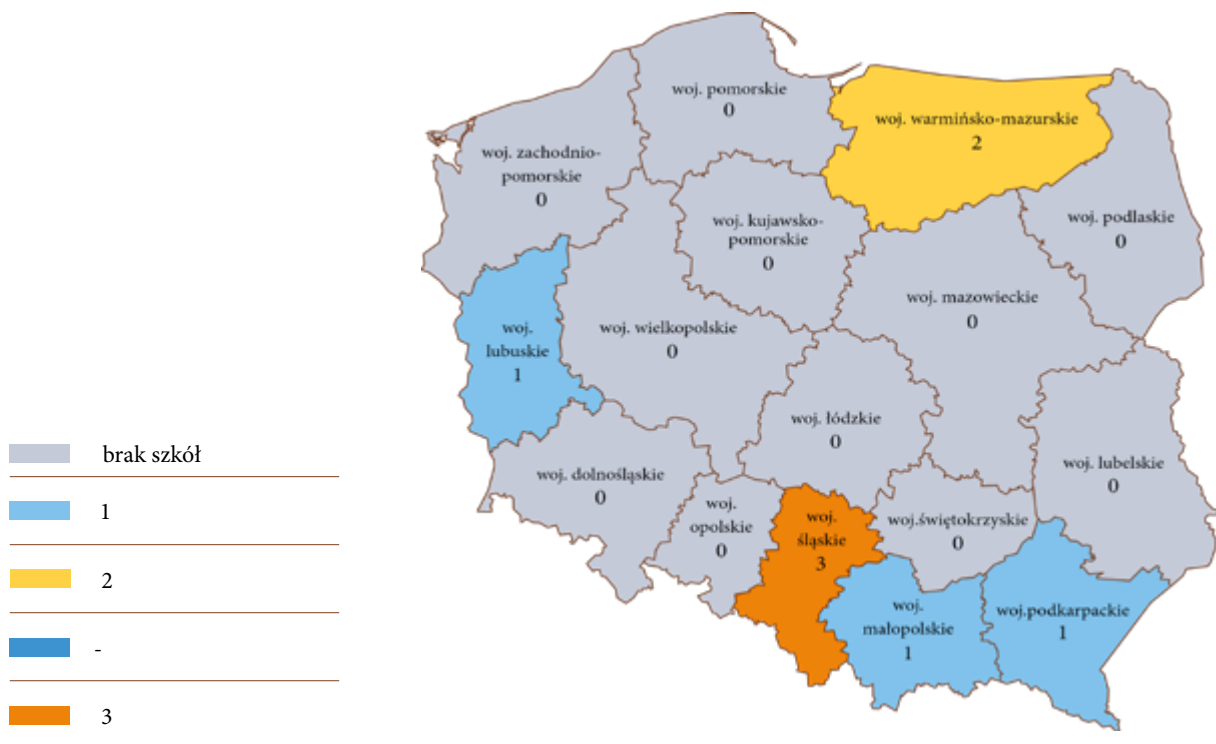 woj. pomorskie
0
woj. warmińsko-mazurskie
2
woj. zachodnio-
pomorskie
0
woj. kujawsko-
pomorskie
0
woj. podlaskie
0
woj. mazowieckie
0
woj.
lubuskie
1
woj. wielkopolskie
0
woj. łódzkie
0
woj. lubelskie
0
woj. dolnośląskie
0
woj.
opolskie
0
woj.
śląskie
3
woj.świętokrzyskie
0
woj.
małopolskie
1
woj.podkarpackie
1
brak szkół
1
2
-
3